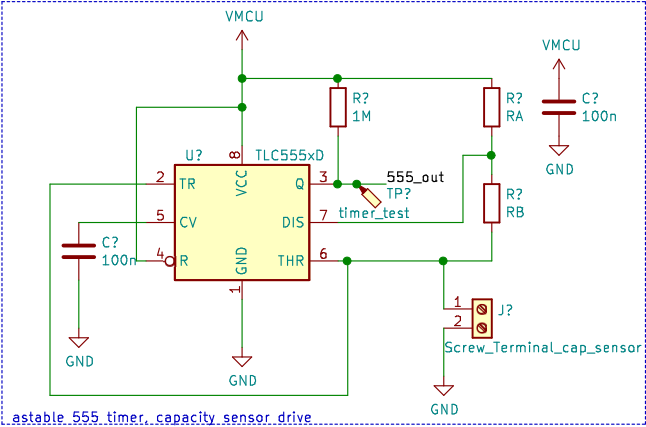 VMCU
VMCU
R?
1M
R?
RA
C?
100n
GND
U?
TLC555xD
8
VCC
2
TR
Q
3
555_out
TP?
timer_test
R?
RB
5
CV
DIS
7
C?
100n
4
R
GND
THR
6
1
GND
GND
1
2
J?
Screw_Terminal_cap_sensor
GND
astable 555 timer, capacity sensor drive